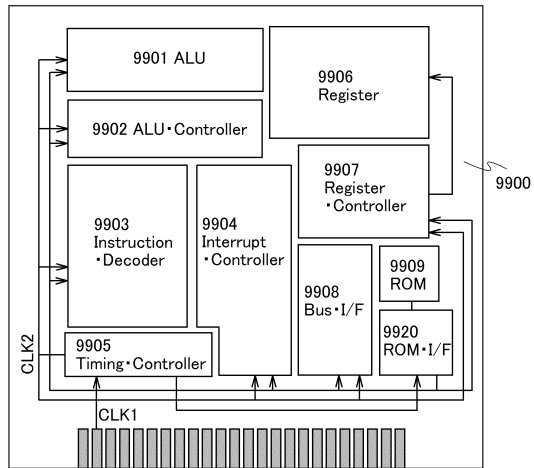 9901 ALU
9906
Register
9902 ALU・Controller
9907
Register
・Controller
9900
9903
Instruction
・Decoder
9904
Interrupt
・Controller
9908
Bus・I/F
9909
ROM
9920
ROM・I/F
9905
Timing・Controller
CLK2
CLK1